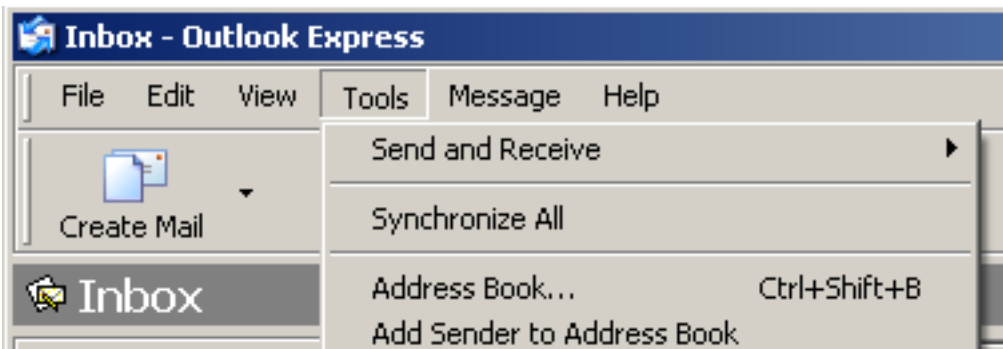 Inbox - Outlook Express
File Edit View Tools Message Help
Send and Receive
Create Mail
Synchronize All
Inbox
Address Book... Ctrl+Shift+B
Add Sender to Address Book